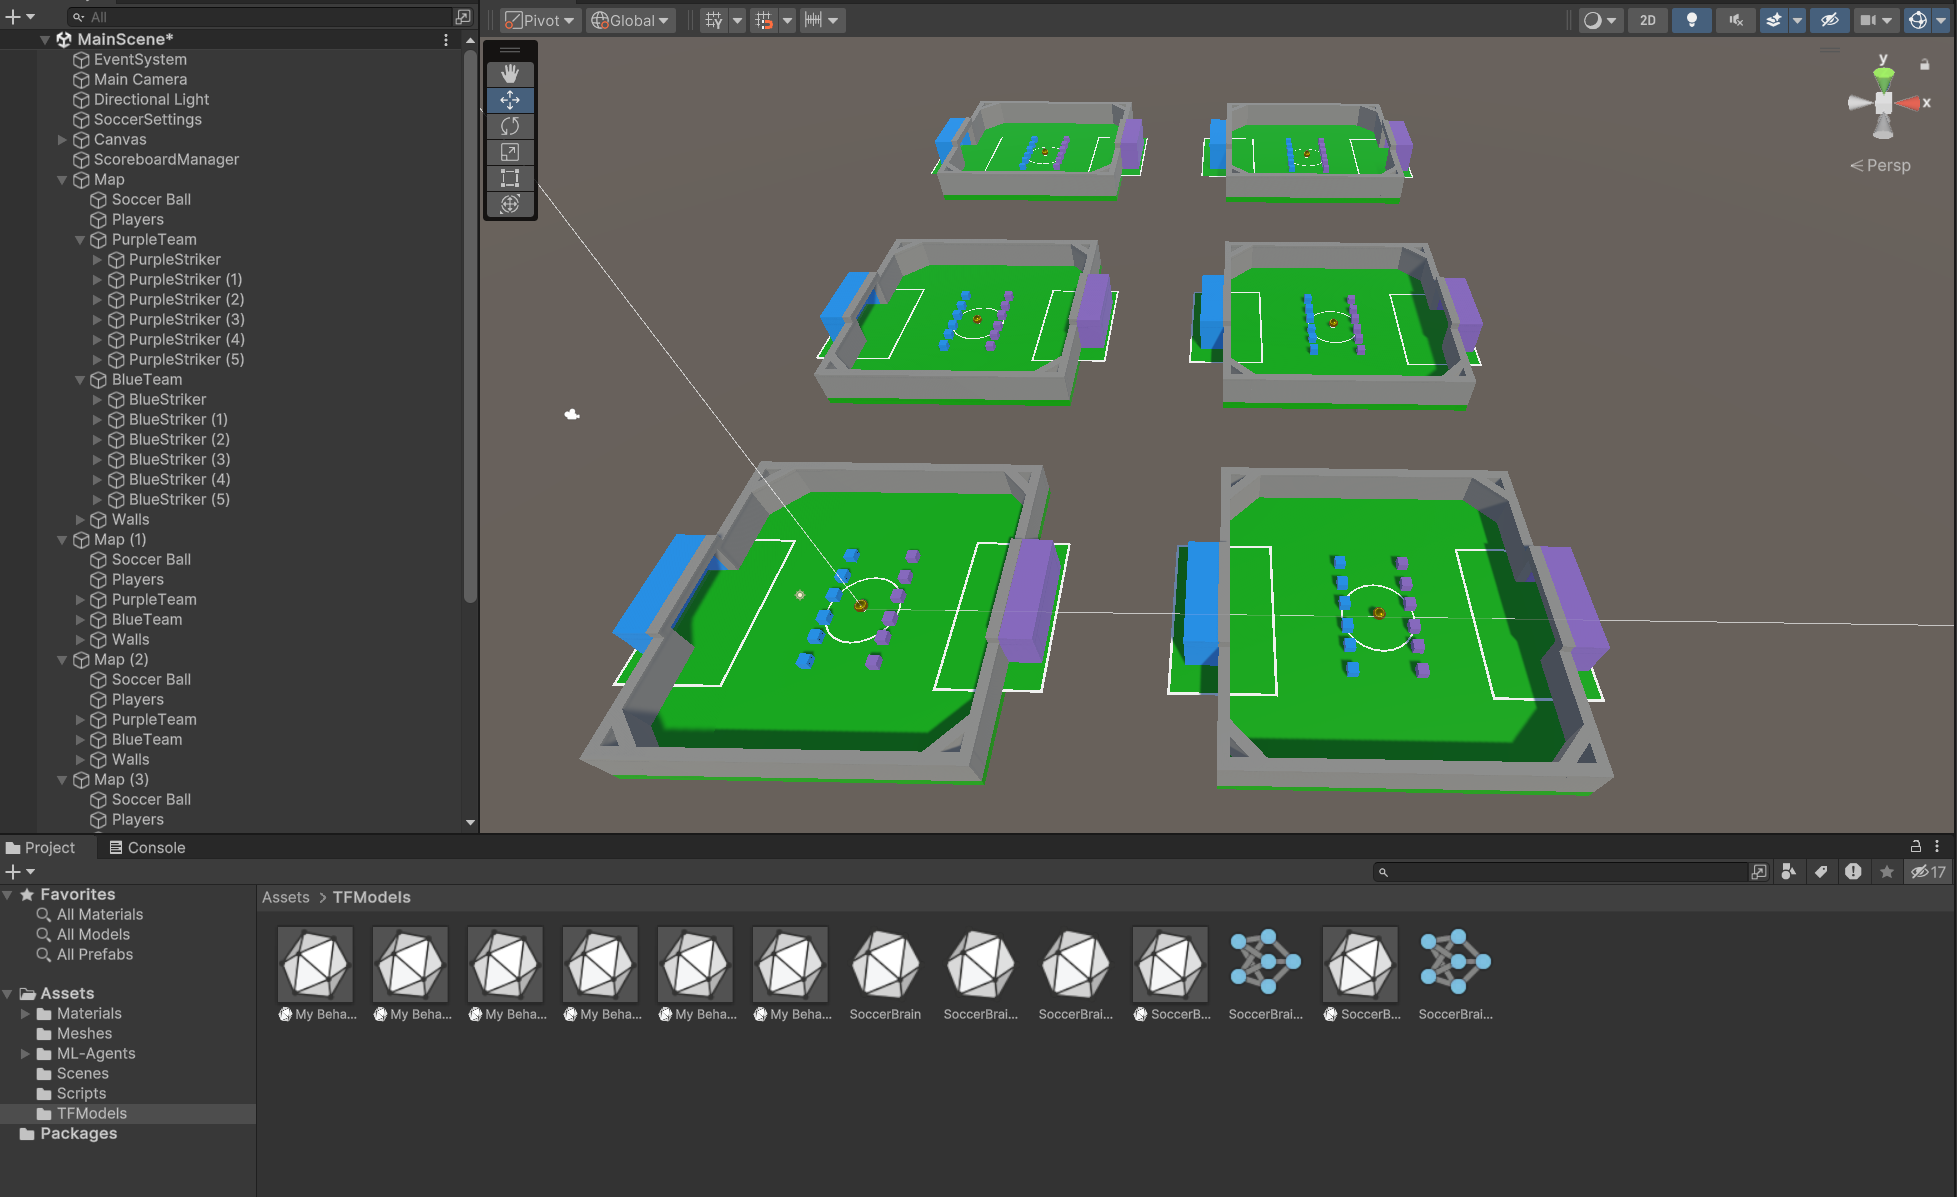 All
Pivot
Global
2D
MainScene*
EventSystem
Main Camera
Directional Light
SoccerSettings
Canvas
ScoreboardManager
Map
Soccer Ball
Players
PurpleTeam
PurpleStriker
PurpleStriker (1)
PurpleStriker (2)
PurpleStriker (3)
PurpleStriker (4)
PurpleStriker (5)
BlueTeam
BlueStriker
BlueStriker (1)
BlueStriker (2)
BlueStriker (3)
BlueStriker (4)
BlueStriker (5)
Walls
Map (1)
Soccer Ball
Players
PurpleTeam
BlueTeam
Walls
Map (2)
Soccer Ball
Players
PurpleTeam
BlueTeam
Walls
Map (3)
Soccer Ball
Players
y
x
Persp
Project
Console
17
Favorites
All Materials
All Models
All Prefabs
Assets
Materials
Meshes
ML-Agents
Scenes
Scripts
TFModels
Packages
Assets > TFModels
My Beha...
My Beha...
My Beha...
My Beha...
My Beha...
My Beha...
SoccerBrain
SoccerBrai...
SoccerBrai...
SoccerB...
SoccerBrai...
SoccerB...
SoccerBrai...